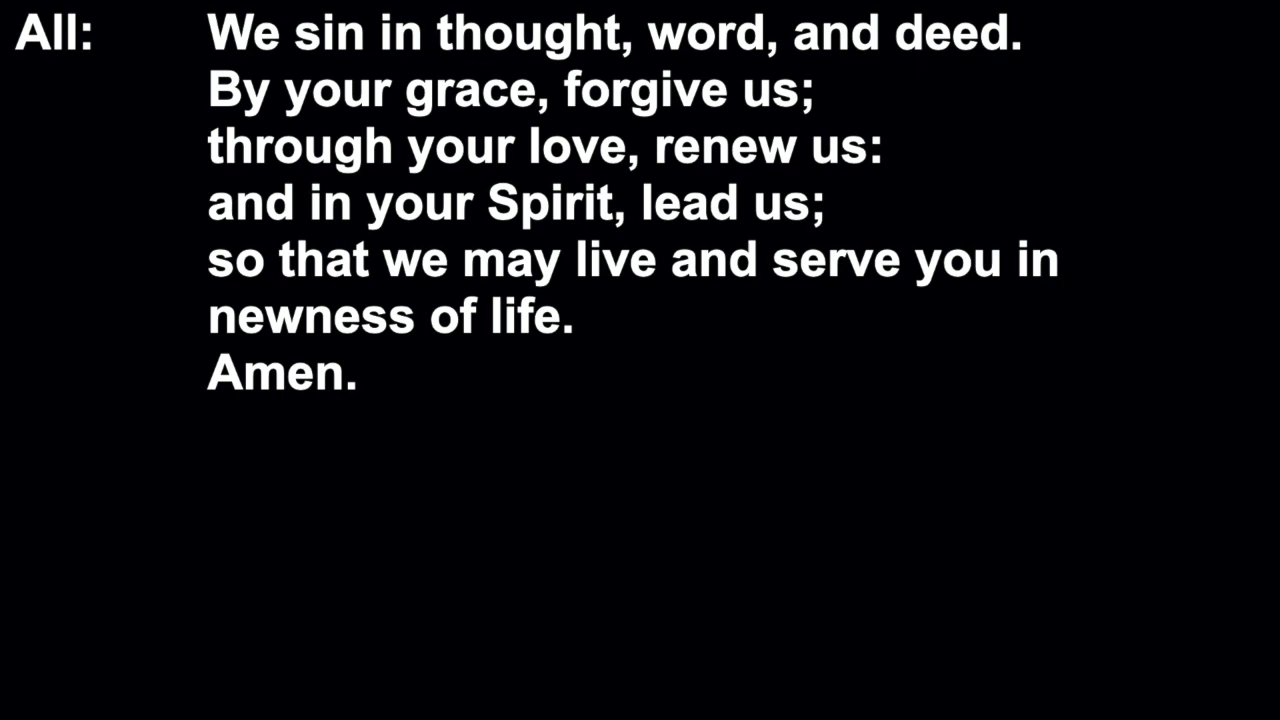 All: We sin in thought, word, and deed.
By your grace, forgive us;
through your love, renew us:
and in your Spirit, lead us;
so that we may live and serve you in
newness of life.
Amen.